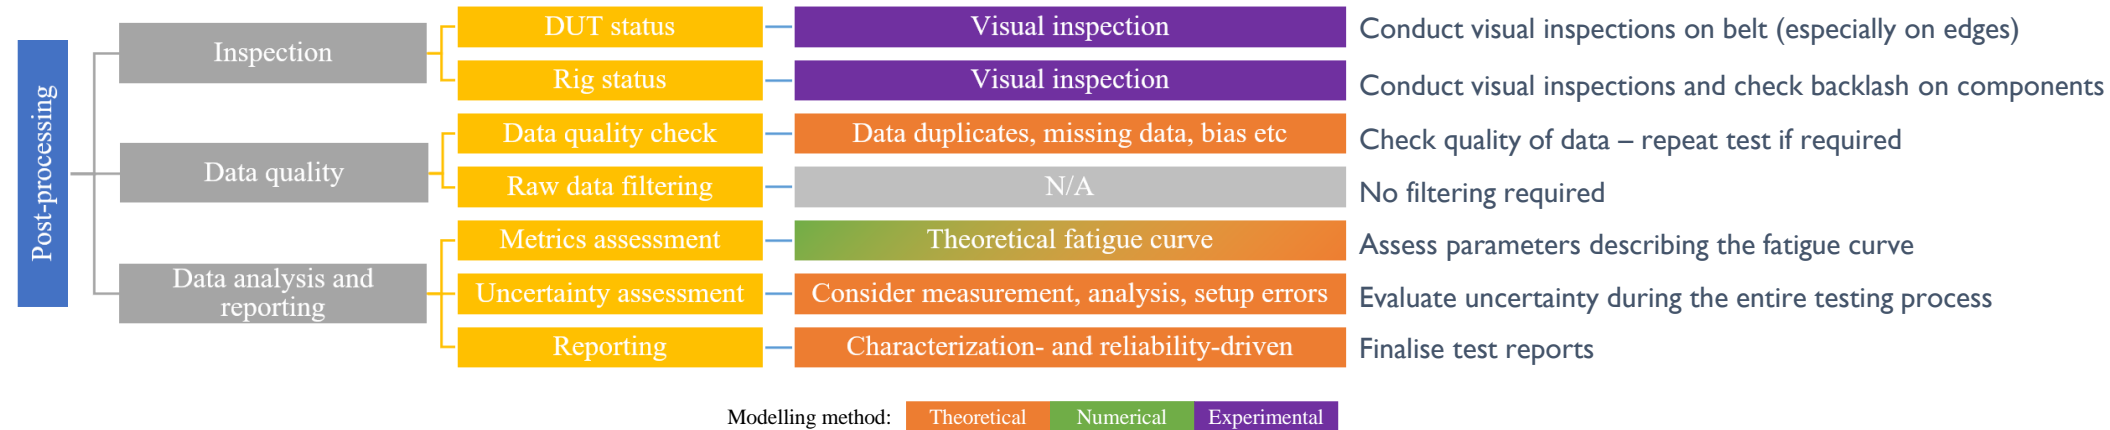 Post-processing
Inspection
DUT status
Visual inspection
Conduct visual inspections on belt (especially on edges)
Rig status
Visual inspection
Conduct visual inspections and check backlash on components
Data quality
Data quality check
Data duplicates, missing data, bias etc
Check quality of data – repeat test if required
Raw data filtering
N/A
No filtering required
Data analysis and
reporting
Metrics assessment
Theoretical fatigue curve
Assess parameters describing the fatigue curve
Uncertainty assessment
Consider measurement, analysis, setup errors
Evaluate uncertainty during the entire testing process
Reporting
Characterization- and reliability-driven
Finalise test reports
Modelling method:
Theoretical
Numerical
Experimental